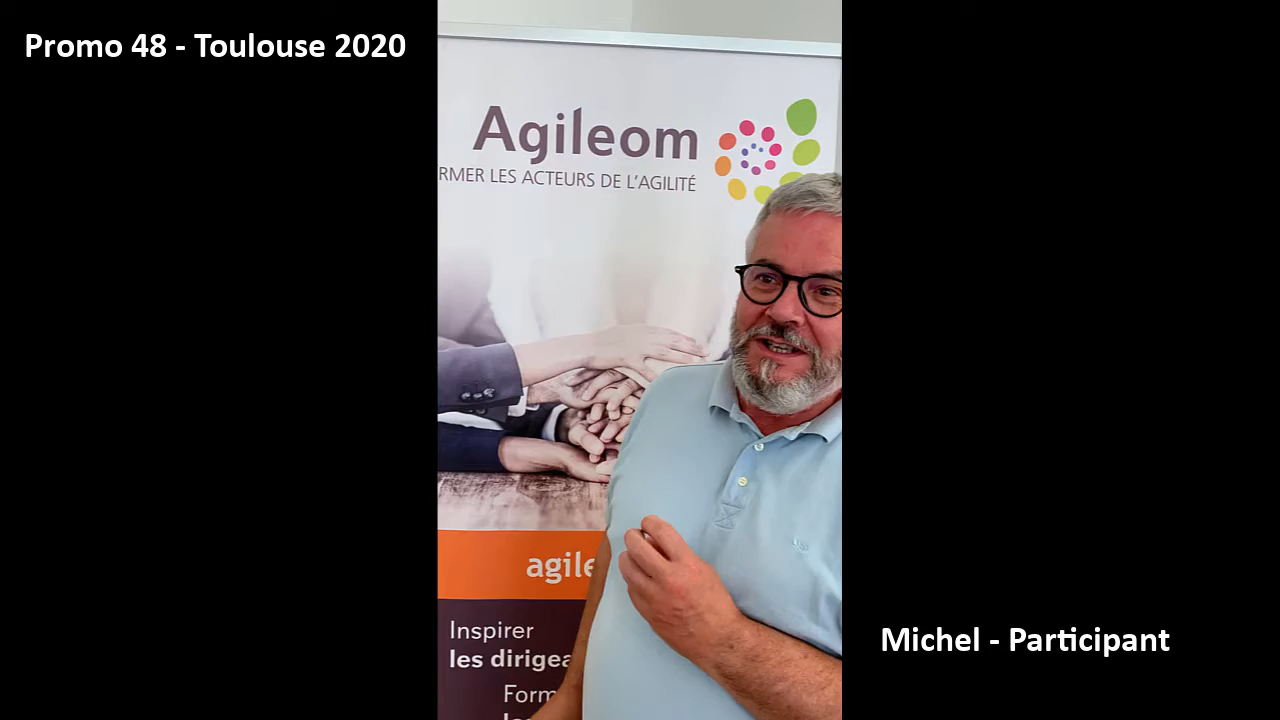 Promo 48 - Toulouse 2020
Agileom
RMER LES ACTEURS DE L'AGILITÉ
agile
Inspirer
les dirigea
Form
Michel - Participant